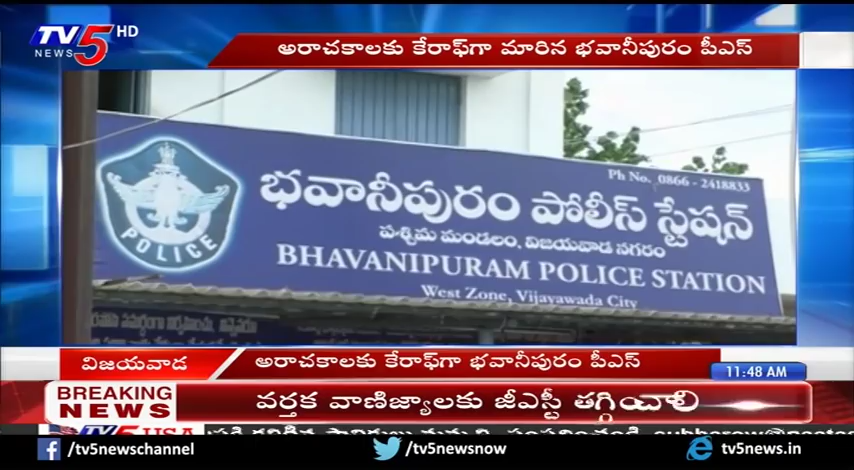 TV5 HD
NEWS
అరాచకాలకు కేరాఫ్‌గా మారిన భవానీపురం పీఎస్
Ph No. 0866 - 2418833
భవానీపురం పోలీస్ స్టేషన్
పశ్చిమ మండలం, విజయవాడ నగరం
BHAVANIPURAM POLICE STATION
West Zone, Vijayawada City
POLICE
విజయవాడ
అరాచకాలకు కేరాఫ్‌గా భవానీపురం పీఎస్
11:48 AM
BREAKING NEWS
వర్తక వాణిజ్యాలకు జీఎస్టీ తగ్గించాలి
TV5 USA
/tv5newschannel
/tv5newsnow
tv5news.in